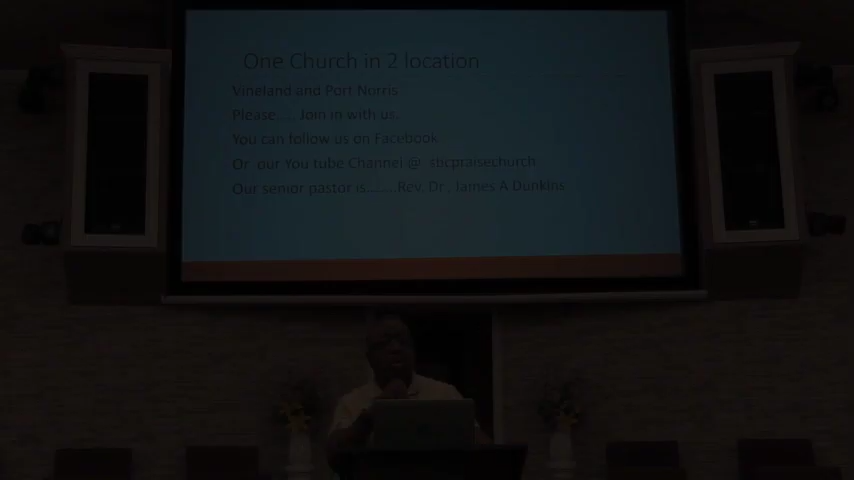 One Church in 2 location
Vineland and Port Norris
Please.... Join in with us.
You can follow us on Facebook
Or our You tube Channel @ sbcpraisechurch
Our senior pastor is.......Rev. Dr. James A Dunkins